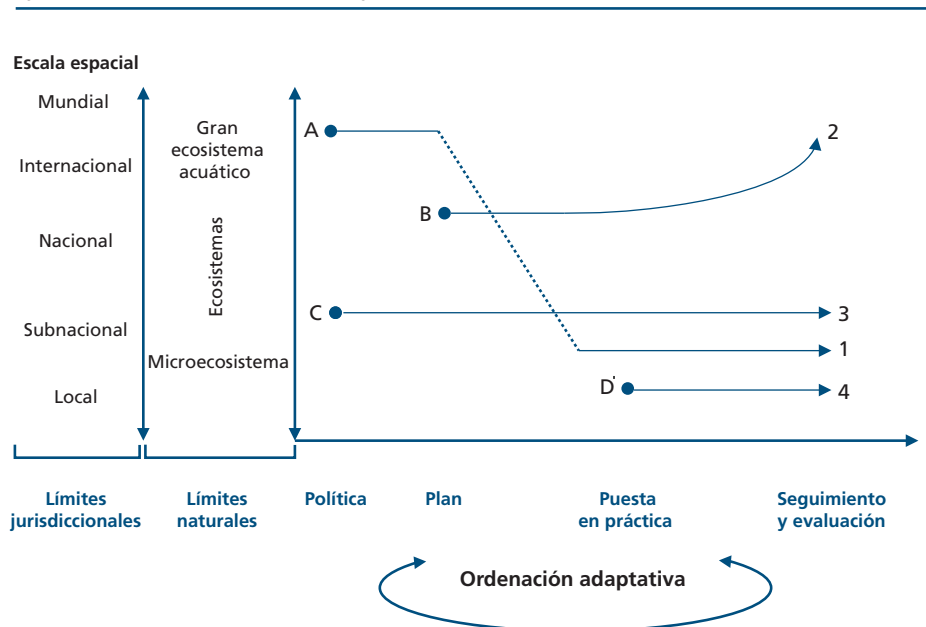 Escala espacial
Mundial
Internacional
Nacional
Subnacional
Local
Gran
ecosistema
acuático
Ecosistemas
Microecosistema
A
B
C
D'
2
3
1
4
Límites
jurisdiccionales
Límites
naturales
Política
Plan
Puesta
en práctica
Seguimiento
y evaluación
Ordenación adaptativa